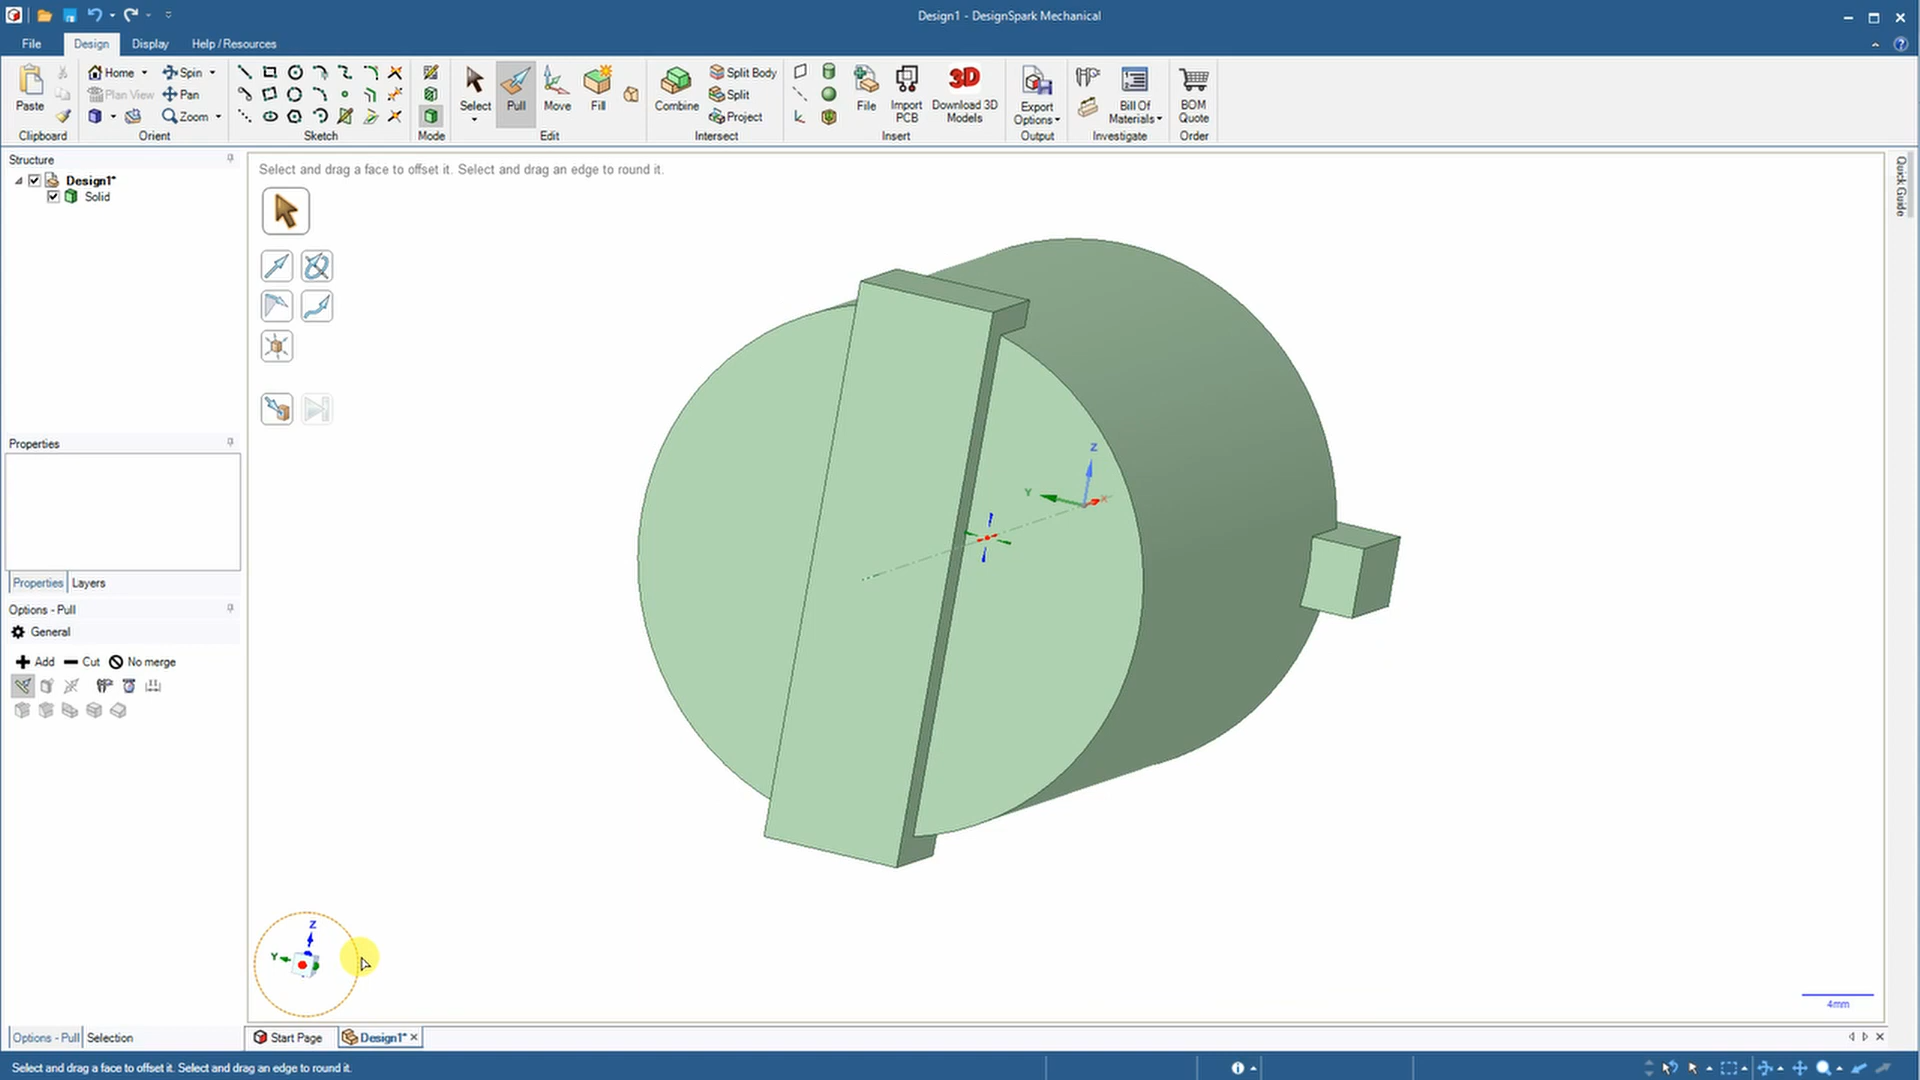 Design1 - DesignSpark Mechanical
File Design Display Help / Resources
Paste
Clipboard
Home Spin
Plan View Pan
Zoom
Orient
Sketch
Mode
Select Pull Move Fill
Edit
Combine
Split Body
Split
Project
Intersect
File
Import PCB
Download 3D Models
3D
Insert
Export Options
Output
Bill Of Materials
Investigate
BOM Quote
Order
Structure
Design1*
Solid
Properties
Properties Layers
Options - Pull
General
Add Cut No merge
Options - Pull Selection
Select and drag a face to offset it. Select and drag an edge to round it.
Z
Y
X
Z
Y
4mm
Quick Guide
Start Page Design1*
Select and drag a face to offset it. Select and drag an edge to round it.